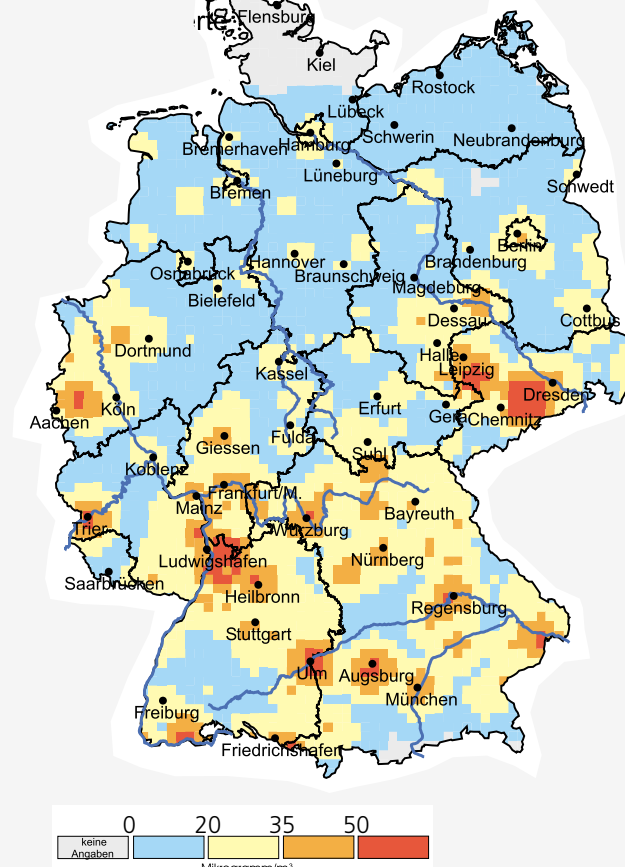 Flensburg
Kiel
Rostock
Lübeck
Schwerin
Neubrandenburg
Hamburg
Bremerhaven
Lüneburg
Schwedt
Bremen
Berlin
Hannover
Brandenburg
Osnabrück
Braunschweig
Magdeburg
Bielefeld
Dessau
Cottbus
Dortmund
Halle
Leipzig
Kassel
Dresden
Köln
Erfurt
Gera
Chemnitz
Aachen
Fulda
Giessen
Suhl
Koblenz
Frankfurt/M.
Mainz
Bayreuth
Trier
Würzburg
Ludwigshafen
Nürnberg
Saarbrücken
Heilbronn
Regensburg
Stuttgart
Ulm
Augsburg
München
Freiburg
Friedrichshafen
0 20 35 50
keine
Angaben
Mikrogramm/m³